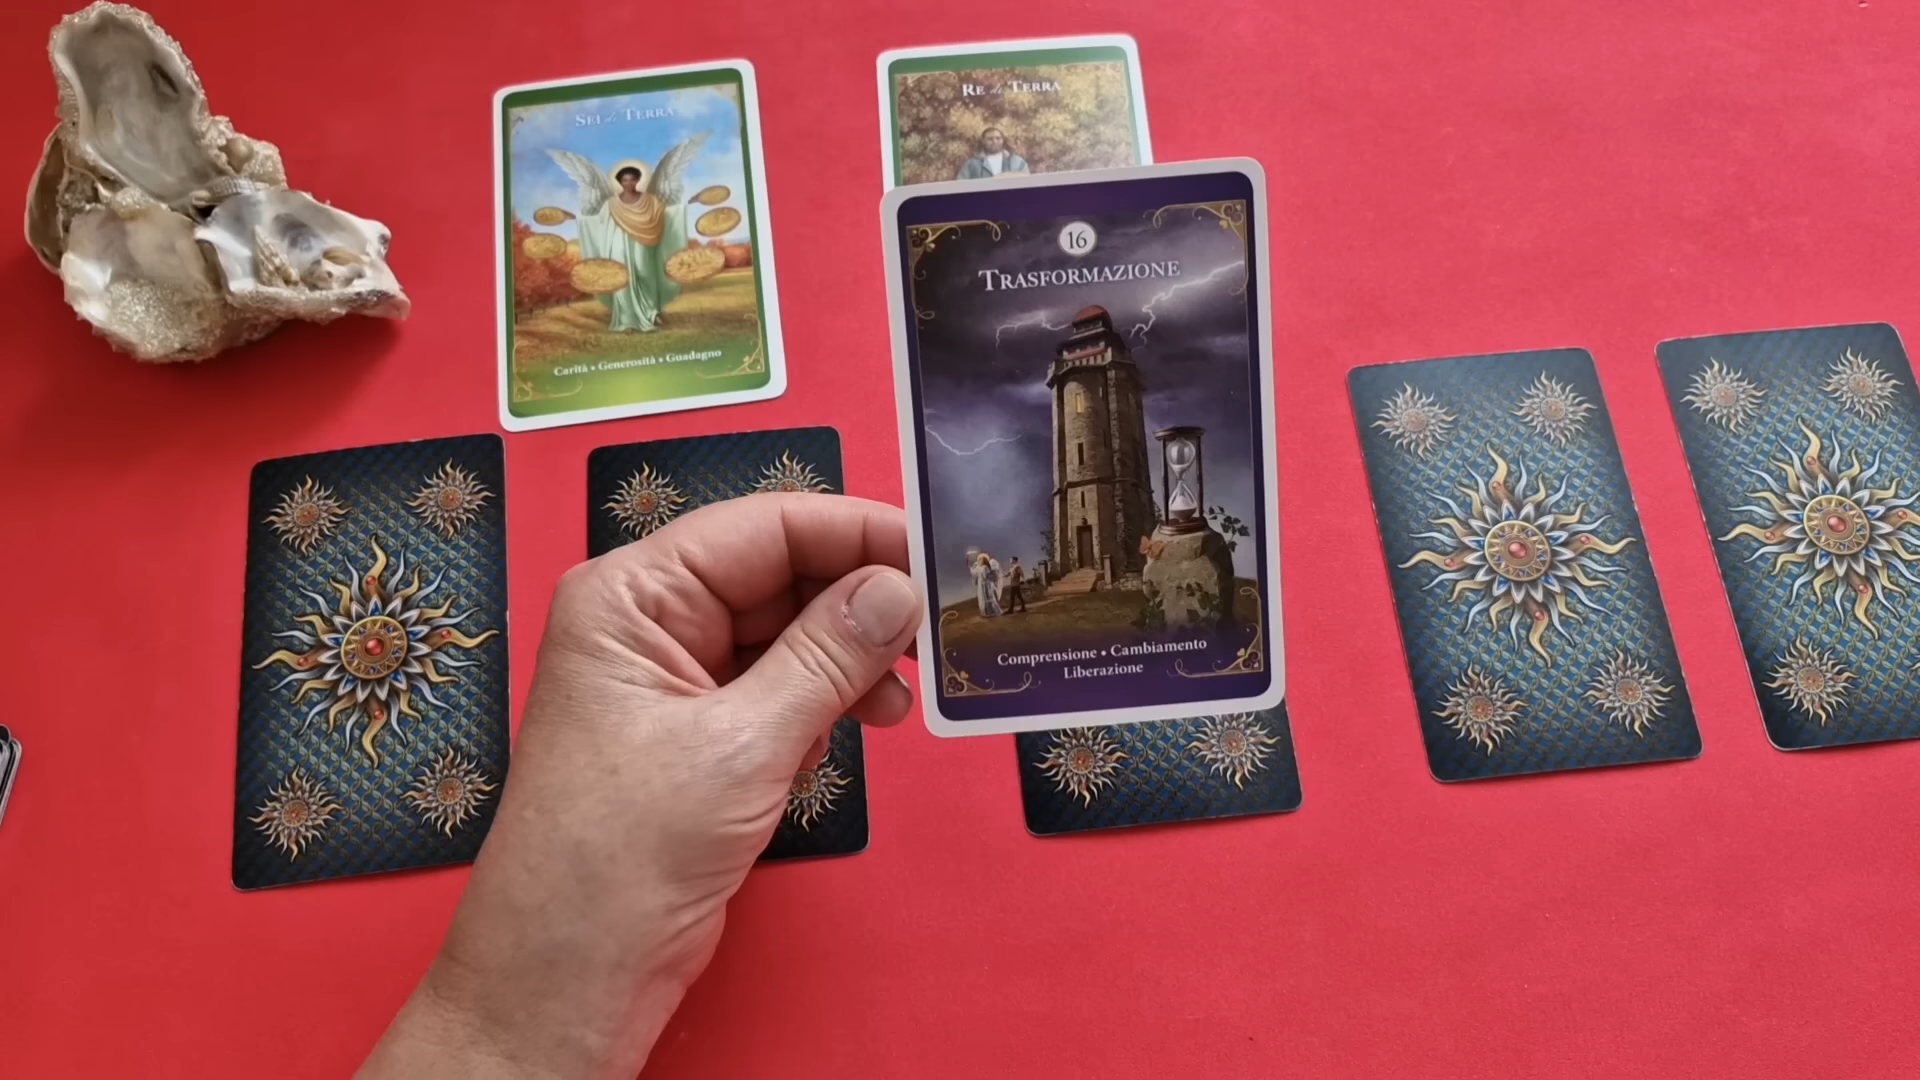 Sei di Terra
Carità • Generosità • Guadagno
Re di Terra
16
Trasformazione
Comprensione • Cambiamento
Liberazione